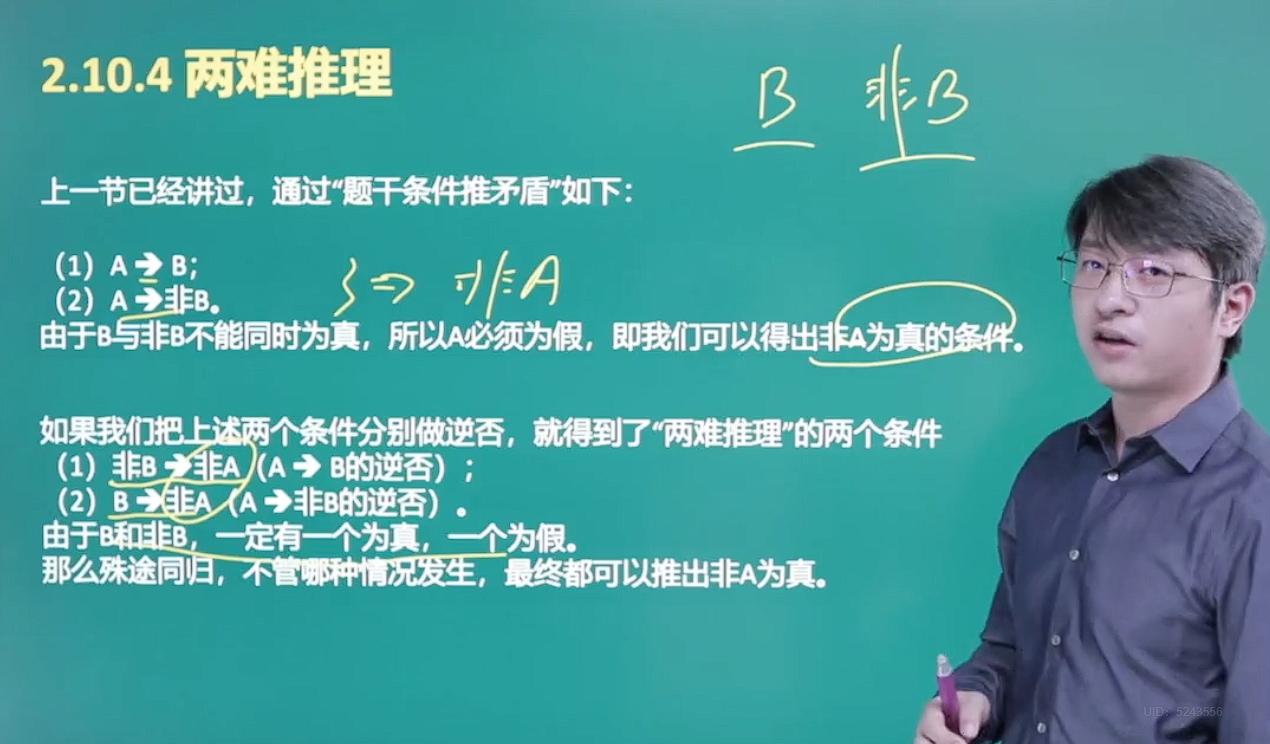 2.10.4 两难推理
B 非B
上一节已经讲过，通过“题干条件推矛盾”如下：
（1）A ➔ B；
（2）A ➔非B。
} ⇒ 非A
由于B与非B不能同时为真，所以A必须为假，即我们可以得出非A为真的条件。
如果我们把上述两个条件分别做逆否，就得到了“两难推理”的两个条件
（1）非B ➔非A（A ➔ B的逆否）；
（2）B ➔非A（A ➔非B的逆否）。
由于B和非B，一定有一个为真，一个为假。
那么殊途同归，不管哪种情况发生，最终都可以推出非A为真。
UID：5243556